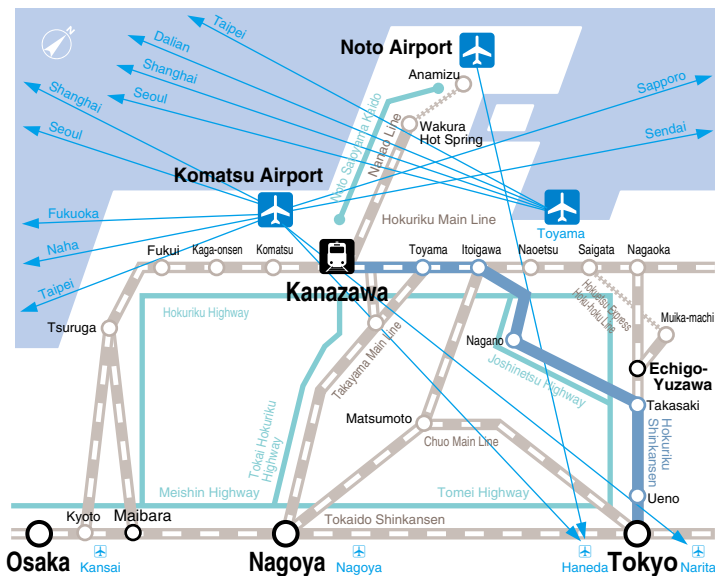 Taipei
Dalian
Shanghai
Seoul
Shanghai
Seoul
Noto Airport
Anamizu
Sapporo
Sendai
Noto Satoyama Kaido
Nanao Line
Wakura
Hot Spring
Komatsu Airport
Fukuoka
Naha
Taipei
Toyama
Hokuriku Main Line
Fukui
Kaga-onsen
Komatsu
Toyama
Itoigawa
Naoetsu
Saigata
Nagaoka
Kanazawa
Hokuriku Highway
Hokuetsu Express
Hoku-hoku Line
Muika-machi
Tsuruga
Takayama Main Line
Nagano
Joshinetsu Highway
Echigo-
Yuzawa
Takasaki
Matsumoto
Chuo Main Line
Hokuriku
Shinkansen
Tokai Hokuriku
Highway
Meishin Highway
Tomei Highway
Ueno
Kyoto
Maibara
Tokaido Shinkansen
Osaka
Kansai
Nagoya
Nagoya
Haneda
Tokyo
Narita